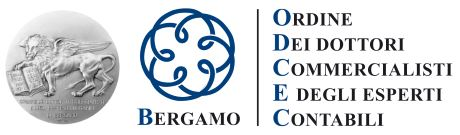 BERGAMO
ORDINE
DEI DOTTORI
COMMERCIALISTI
E DEGLI ESPERTI
CONTABILI